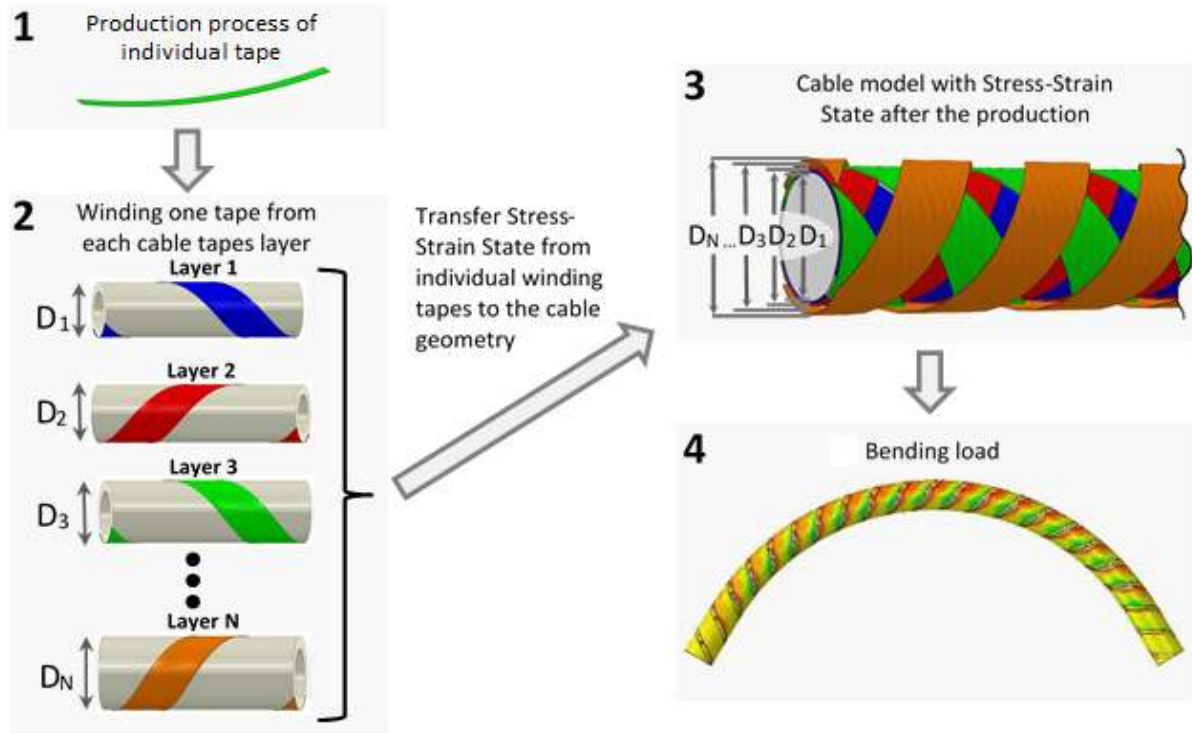 1
Production process of
individual tape
2
Winding one tape from
each cable tapes layer
Layer 1
D1
Layer 2
D2
Layer 3
D3
Layer N
DN
Transfer Stress-
Strain State from
individual winding
tapes to the cable
geometry
3
Cable model with Stress-Strain
State after the production
DN ... D3 D2 D1
4
Bending load